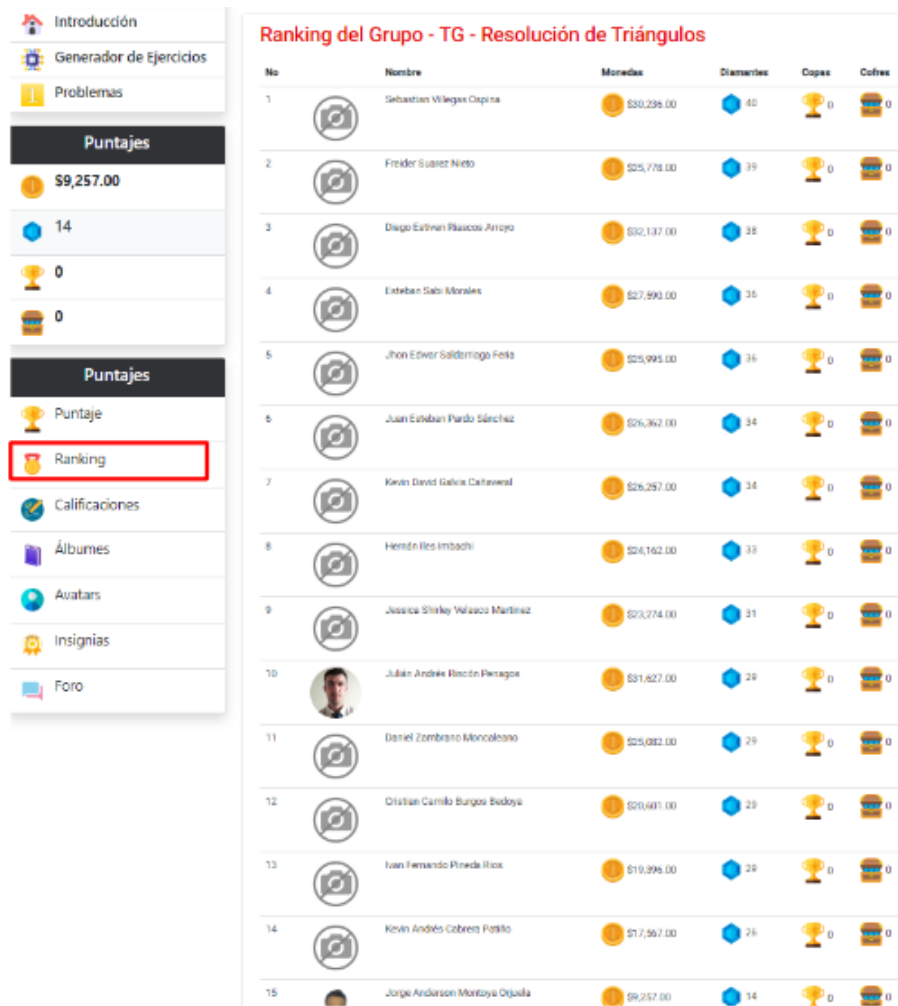 Introducción
Generador de Ejercicios
Problemas
Puntajes
$9,257.00
14
0
0
Puntajes
Puntaje
Ranking
Calificaciones
Álbumes
Avatars
Insignias
Foro
Ranking del Grupo - TG - Resolución de Triángulos
No Nombre Monedas Diamantes Copas Cofres
1 Sebastian Villegas Ospina $30,236.00 40 0 0
2 Freider Suarez Nieto $25,778.00 39 0 0
3 Diego Estiven Riascos Arroyo $32,137.00 38 0 0
4 Esteban Sabi Morales $27,590.00 36 0 0
5 Jhon Edwar Saldarriaga Feria $25,995.00 36 0 0
6 Juan Esteban Pardo Sánchez $26,362.00 34 0 0
7 Kevin David Galvis Cañaveral $26,257.00 34 0 0
8 Hernán Iles Imbachi $24,162.00 33 0 0
9 Jessica Shirley Velasco Martinez $23,274.00 31 0 0
10 Julián Andrés Rincón Penagos $31,627.00 29 0 0
11 Daniel Zambrano Moncaleano $25,082.00 29 0 0
12 Cristian Camilo Burgos Bedoya $20,601.00 29 0 0
13 Ivan Fernando Pineda Rios $19,396.00 29 0 0
14 Kevin Andrés Cabrera Patiño $17,567.00 26 0 0
15 Jorge Anderson Montoya Orjuela $9,257.00 14 0 0